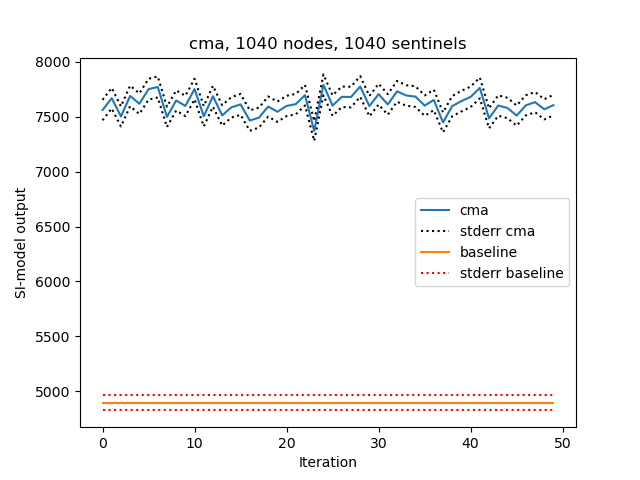 cma, 1040 nodes, 1040 sentinels
8000
7500
7000
6500
6000
5500
5000
SI-model output
cma
stderr cma
baseline
stderr baseline
0
10
20
30
40
50
Iteration